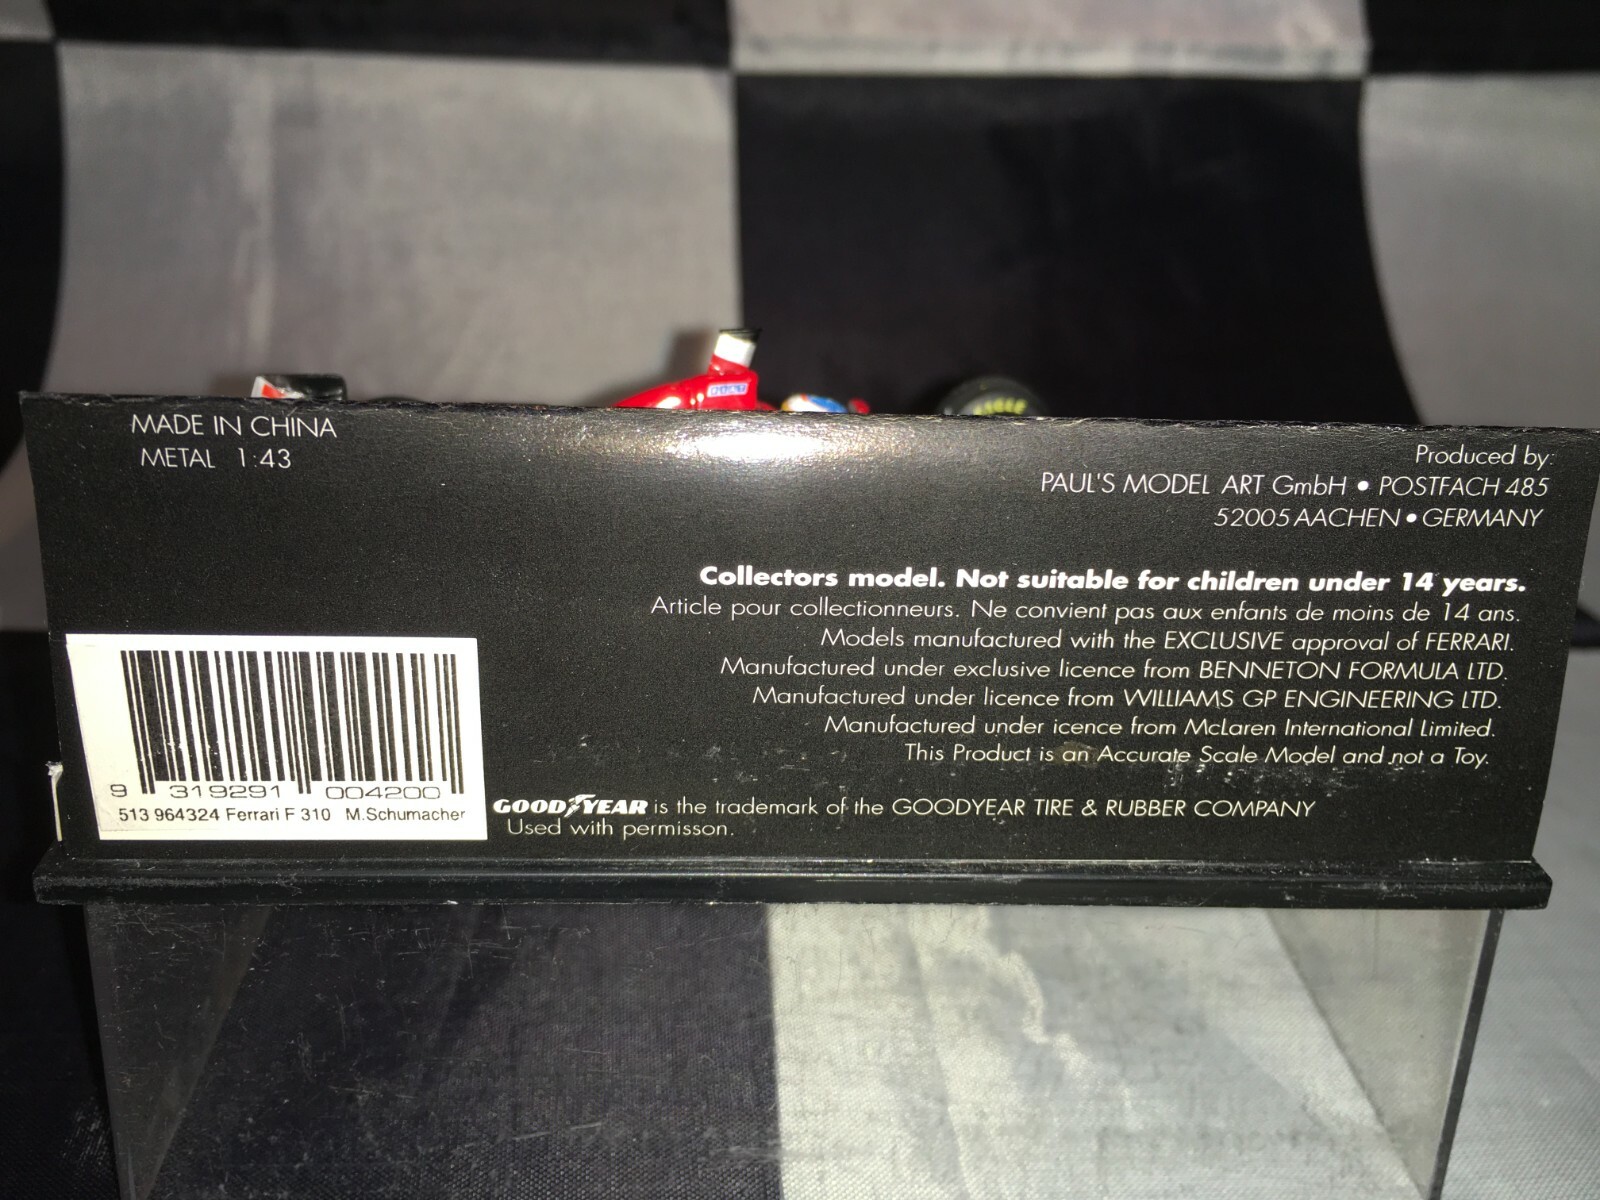 FIAT
EAGLE
MADE IN CHINA
METAL 1:43
Produced by:
PAUL'S MODEL ART GmbH • POSTFACH 485
52005 AACHEN • GERMANY
Collectors model. Not suitable for children under 14 years.
Article pour collectionneurs. Ne convient pas aux enfants de moins de 14 ans.
Models manufactured with the EXCLUSIVE approval of FERRARI.
Manufactured under exclusive licence from BENNETON FORMULA LTD.
Manufactured under licence from WILLIAMS GP ENGINEERING LTD.
Manufactured under icence from McLaren International Limited.
This Product is an Accurate Scale Model and not a Toy.
9 319291 004200
513 964324 Ferrari F 310 M.Schumacher
GOODYEAR is the trademark of the GOODYEAR TIRE & RUBBER COMPANY
Used with permisson.